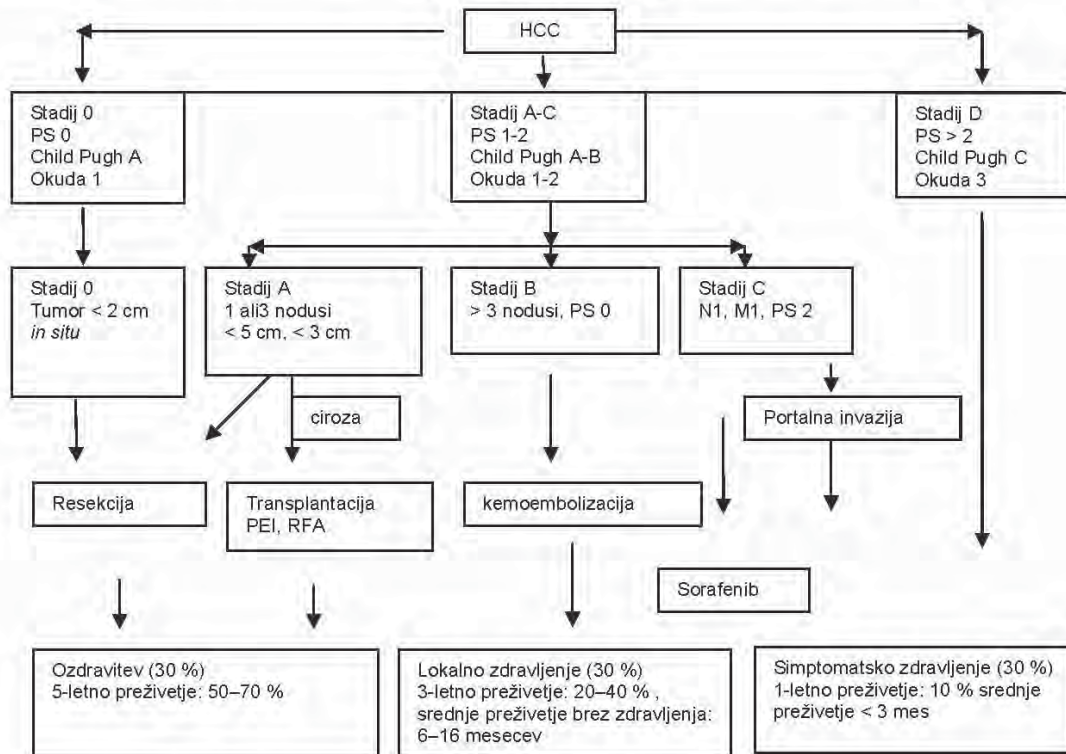 HCC
Stadij 0
PS 0
Child Pugh A
Okuda 1
Stadij A-C
PS 1-2
Child Pugh A-B
Okuda 1-2
Stadij D
PS > 2
Child Pugh C
Okuda 3
Stadij 0
Tumor < 2 cm
in situ
Stadij A
1 ali3 nodusi
< 5 cm, < 3 cm
Stadij B
> 3 nodusi, PS 0
Stadij C
N1, M1, PS 2
ciroza
Portalna invazija
Resekcija
Transplantacija
PEI, RFA
kemoembolizacija
Sorafenib
Ozdravitev (30 %)
5-letno preživetje: 50–70 %
Lokalno zdravljenje (30 %)
3-letno preživetje: 20–40 % ,
srednje preživetje brez zdravljenja:
6–16 mesecev
Simptomatsko zdravljenje (30 %)
1-letno preživetje: 10 % srednje
preživetje < 3 mes